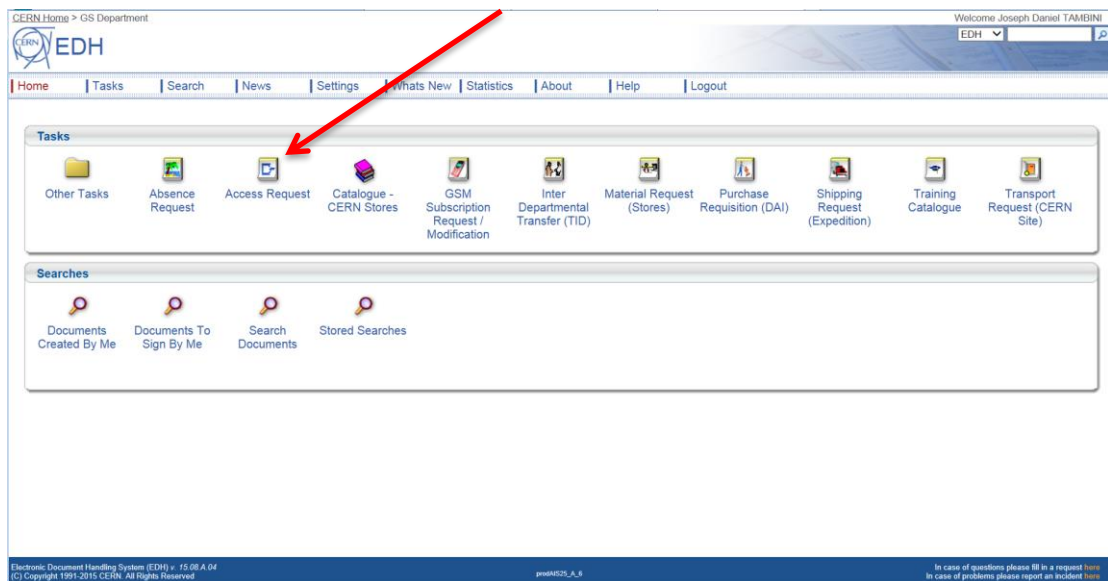 CERN Home > GS Department
Welcome Joseph Daniel TAMBINI
CERN
EDH
EDH
Home
Tasks
Search
News
Settings
Whats New
Statistics
About
Help
Logout
Tasks
Other Tasks
Absence
Request
Access Request
Catalogue -
CERN Stores
GSM
Subscription
Request /
Modification
Inter
Departmental
Transfer (TID)
Material Request
(Stores)
Purchase
Requisition (DAI)
Shipping
Request
(Expedition)
Training
Catalogue
Transport
Request (CERN
Site)
Searches
Documents
Created By Me
Documents To
Sign By Me
Search
Documents
Stored Searches
Electronic Document Handling System (EDH) v. 15.08.A.04
(C) Copyright 1991-2015 CERN. All Rights Reserved
prodAIS25_A_6
In case of questions please fill in a request here
In case of problems please report an incident here